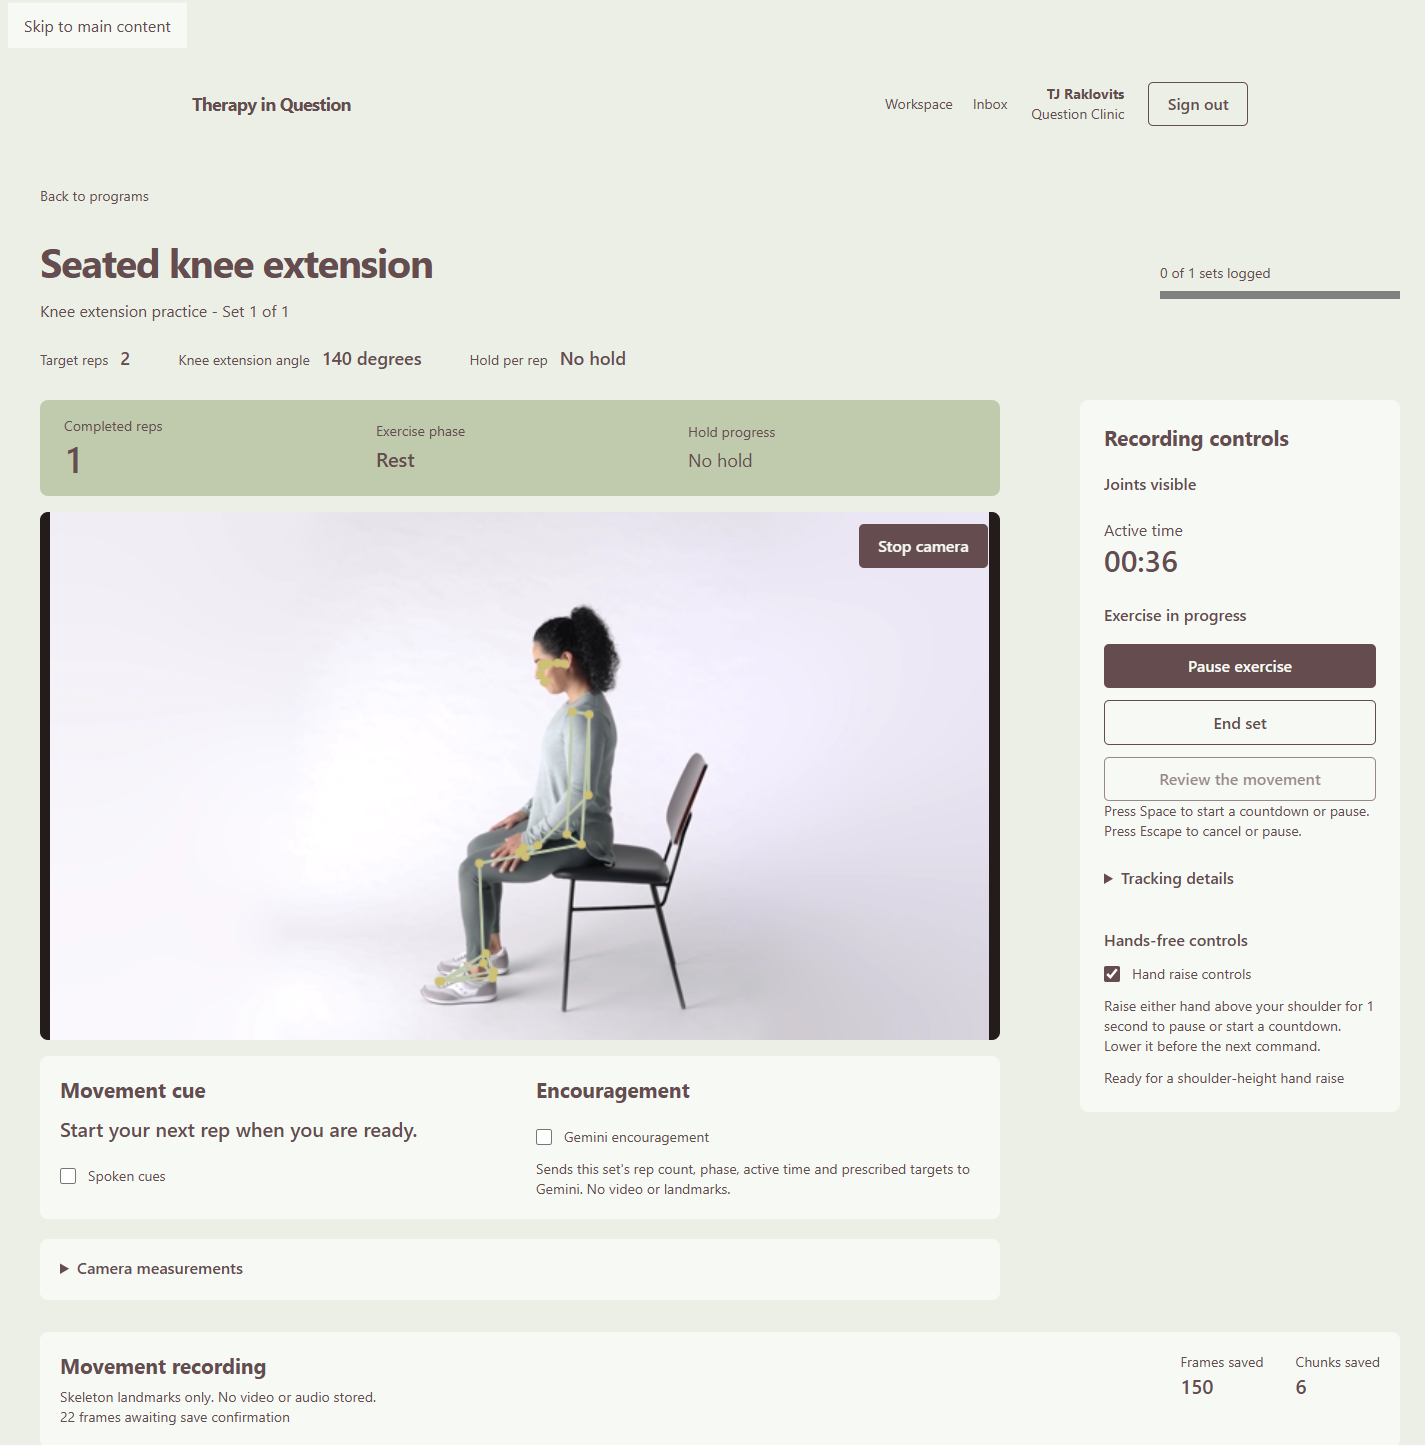 Skip to main content
Therapy in Question
Workspace
Inbox
TJ Raklovits
Question Clinic
Sign out
Back to programs
Seated knee extension
Knee extension practice - Set 1 of 1
0 of 1 sets logged
Target reps 2
Knee extension angle 140 degrees
Hold per rep No hold
Completed reps
1
Exercise phase
Rest
Hold progress
No hold
Stop camera
Recording controls
Joints visible
Active time
00:36
Exercise in progress
Pause exercise
End set
Review the movement
Press Space to start a countdown or pause.
Press Escape to cancel or pause.
Tracking details
Hands-free controls
Hand raise controls
Raise either hand above your shoulder for 1
second to pause or start a countdown.
Lower it before the next command.
Ready for a shoulder-height hand raise
Movement cue
Start your next rep when you are ready.
Spoken cues
Encouragement
Gemini encouragement
Sends this set's rep count, phase, active time and prescribed targets to
Gemini. No video or landmarks.
Camera measurements
Movement recording
Skeleton landmarks only. No video or audio stored.
22 frames awaiting save confirmation
Frames saved
150
Chunks saved
6